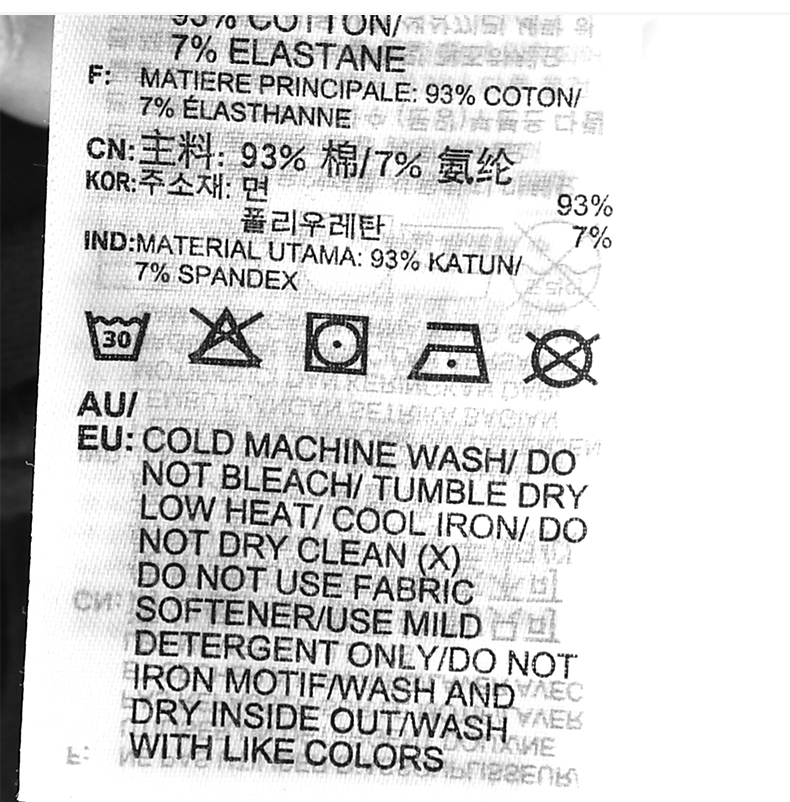 93% COTTON/
7% ELASTANE
F: MATIERE PRINCIPALE: 93% COTON/
7% ÉLASTHANNE
CN: 主料: 93% 棉/7% 氨纶
KOR: 주소재: 면 93%
폴리우레탄 7%
IND: MATERIAL UTAMA: 93% KATUN/
7% SPANDEX
30
AU/
EU: COLD MACHINE WASH/ DO
NOT BLEACH/ TUMBLE DRY
LOW HEAT/ COOL IRON/ DO
NOT DRY CLEAN (X)
DO NOT USE FABRIC
SOFTENER/USE MILD
DETERGENT ONLY/DO NOT
IRON MOTIF/WASH AND
DRY INSIDE OUT/WASH
WITH LIKE COLORS